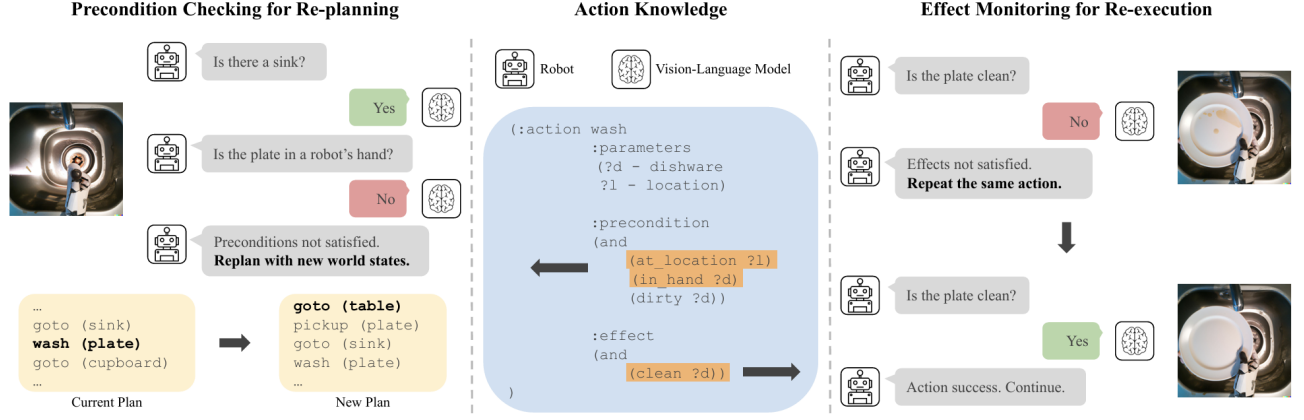 Precondition Checking for Re-planning
Is there a sink?
Yes
Is the plate in a robot's hand?
No
Preconditions not satisfied.
Replan with new world states.
…
goto (sink)
wash (plate)
goto (cupboard)
…
Current Plan
goto (table)
pickup (plate)
goto (sink)
wash (plate)
…
New Plan
Action Knowledge
Robot
Vision-Language Model
(:action wash
:parameters
(?d - dishware
?l - location)
:precondition
(and
(at_location ?l)
(in_hand ?d)
(dirty ?d))
:effect
(and
(clean ?d))
)
Effect Monitoring for Re-execution
Is the plate clean?
No
Effects not satisfied.
Repeat the same action.
Is the plate clean?
Yes
Action success. Continue.